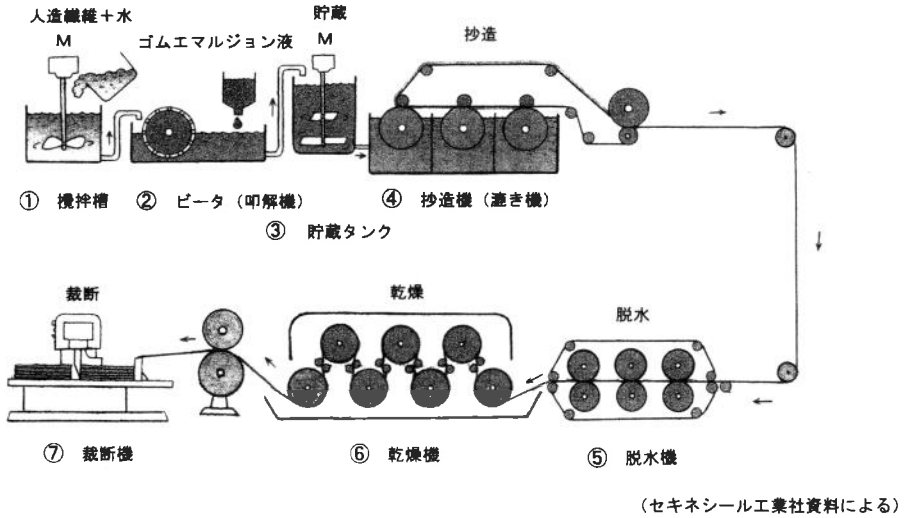 人造繊維＋水
M
ゴムエマルジョン液
貯蔵
M
抄造
① 攪拌槽
② ビータ（叩解機）
③ 貯蔵タンク
④ 抄造機（漉き機）
裁断
乾燥
脱水
⑦ 裁断機
⑥ 乾燥機
⑤ 脱水機
（セキネシール工業社資料による）